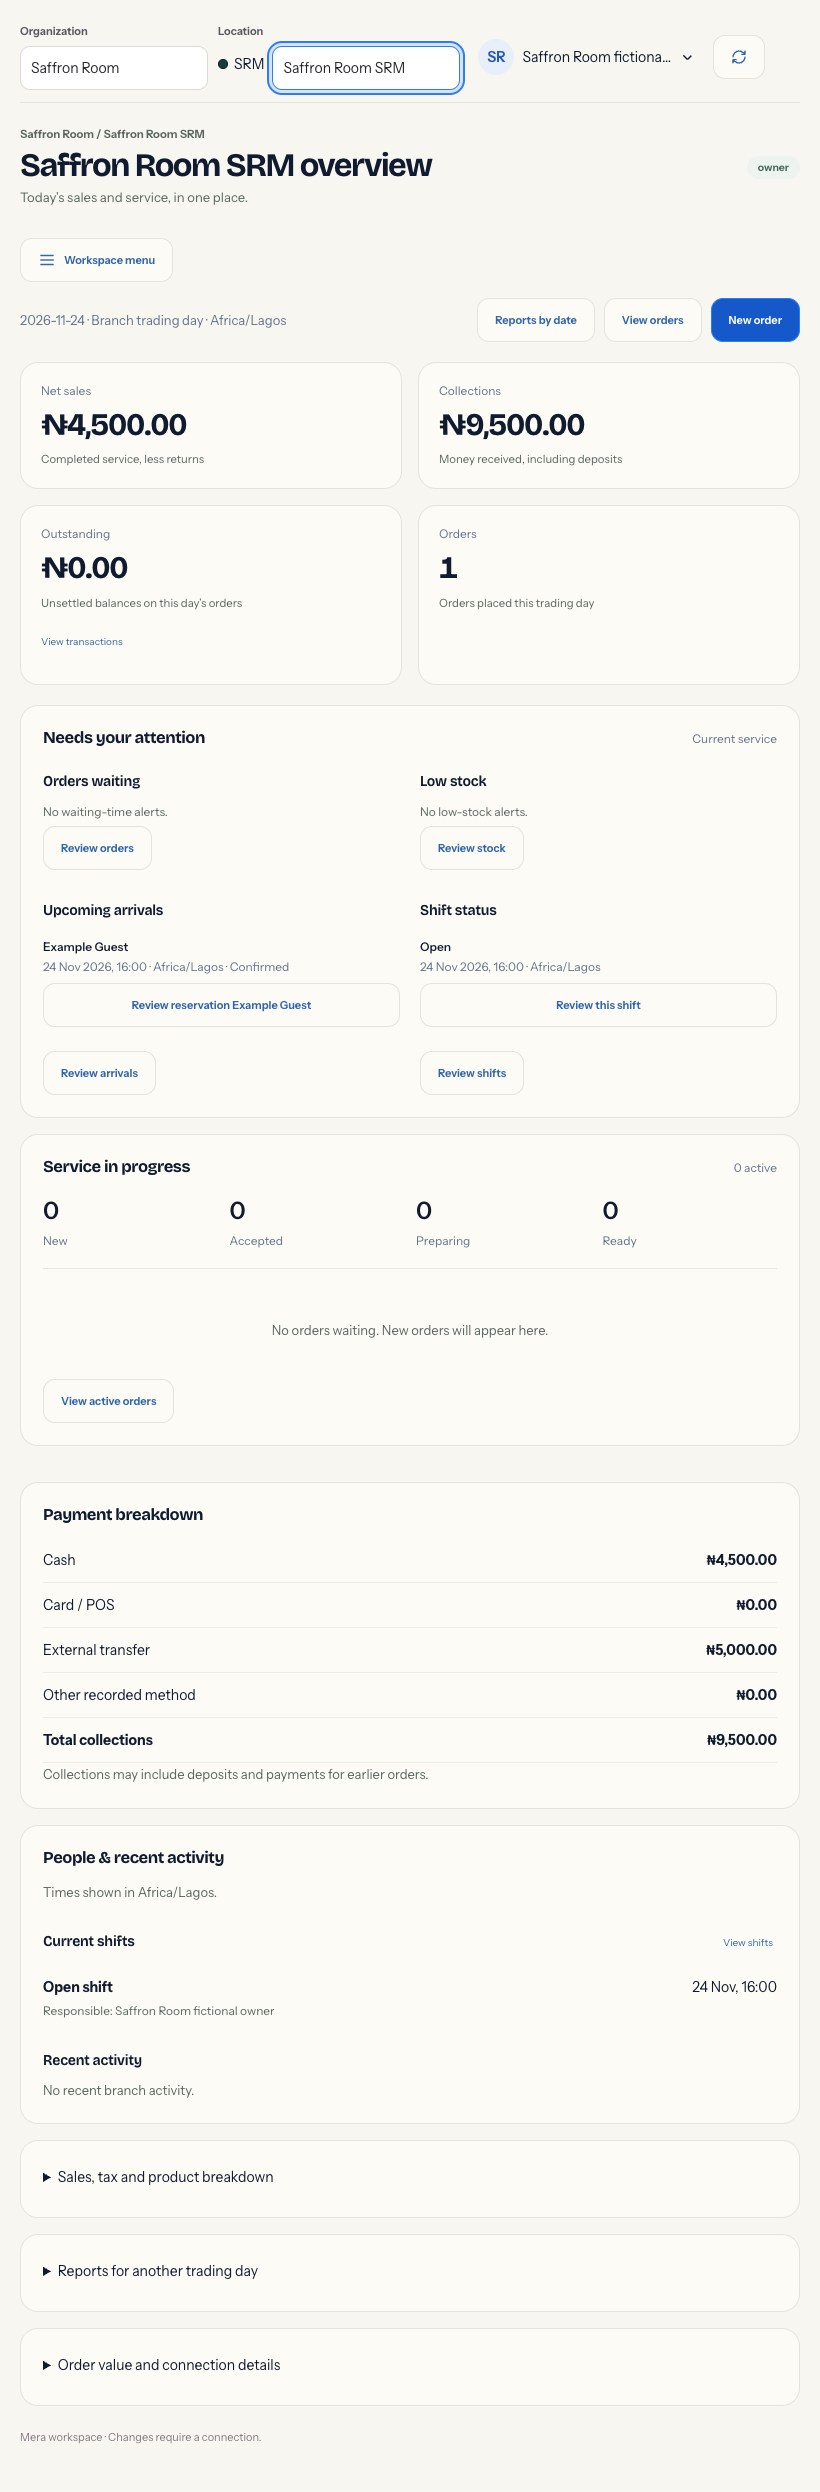 Organization
Location
Saffron Room
SRM
Saffron Room SRM
SR
Saffron Room fictiona...
Saffron Room / Saffron Room SRM
Saffron Room SRM overview
owner
Today's sales and service, in one place.
Workspace menu
2026-11-24 · Branch trading day · Africa/Lagos
Reports by date
View orders
New order
Net sales
₦4,500.00
Completed service, less returns
Collections
₦9,500.00
Money received, including deposits
Outstanding
₦0.00
Unsettled balances on this day's orders
View transactions
Orders
1
Orders placed this trading day
Needs your attention
Current service
Orders waiting
No waiting-time alerts.
Review orders
Low stock
No low-stock alerts.
Review stock
Upcoming arrivals
Example Guest
24 Nov 2026, 16:00 · Africa/Lagos · Confirmed
Review reservation Example Guest
Review arrivals
Shift status
Open
24 Nov 2026, 16:00 · Africa/Lagos
Review this shift
Review shifts
Service in progress
0 active
0
New
0
Accepted
0
Preparing
0
Ready
No orders waiting. New orders will appear here.
View active orders
Payment breakdown
Cash ₦4,500.00
Card / POS ₦0.00
External transfer ₦5,000.00
Other recorded method ₦0.00
Total collections ₦9,500.00
Collections may include deposits and payments for earlier orders.
People & recent activity
Times shown in Africa/Lagos.
Current shifts
View shifts
Open shift
24 Nov, 16:00
Responsible: Saffron Room fictional owner
Recent activity
No recent branch activity.
Sales, tax and product breakdown
Reports for another trading day
Order value and connection details
Mera workspace · Changes require a connection.